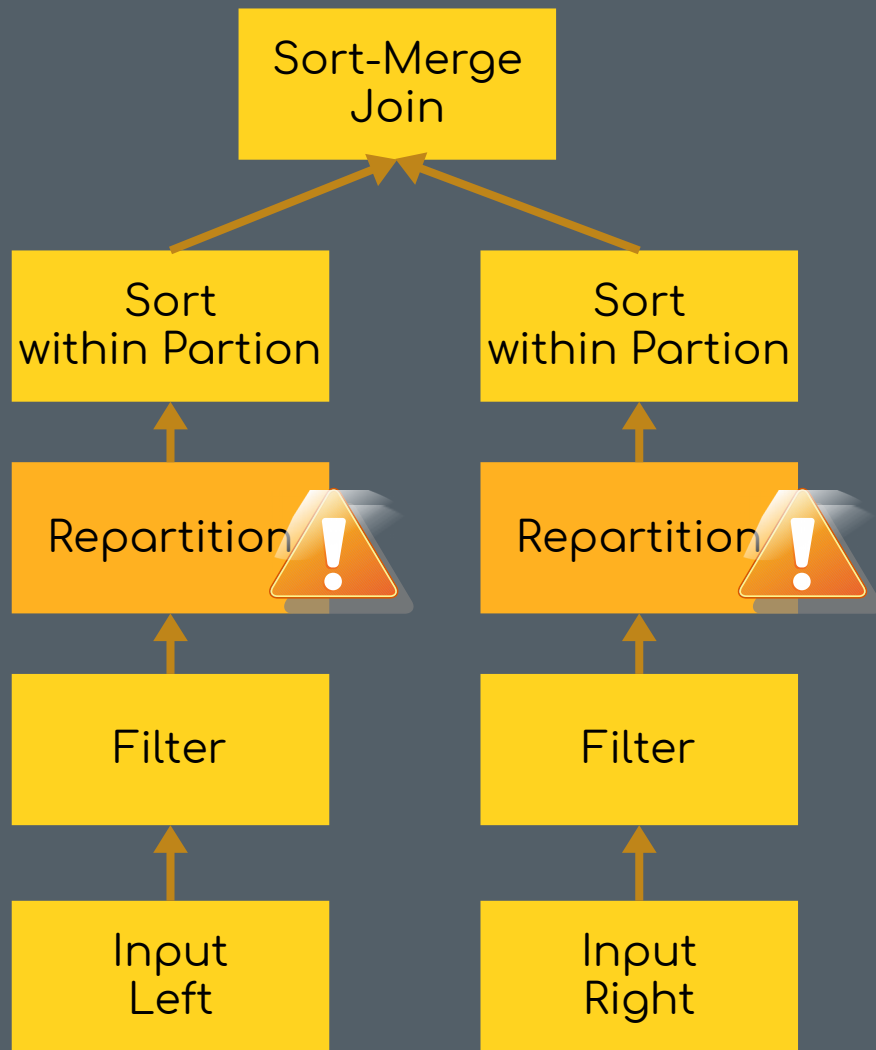 Sort-Merge
Join
Sort
within Partion
Sort
within Partion
Repartition
Repartition
Filter
Filter
Input
Left
Input
Right